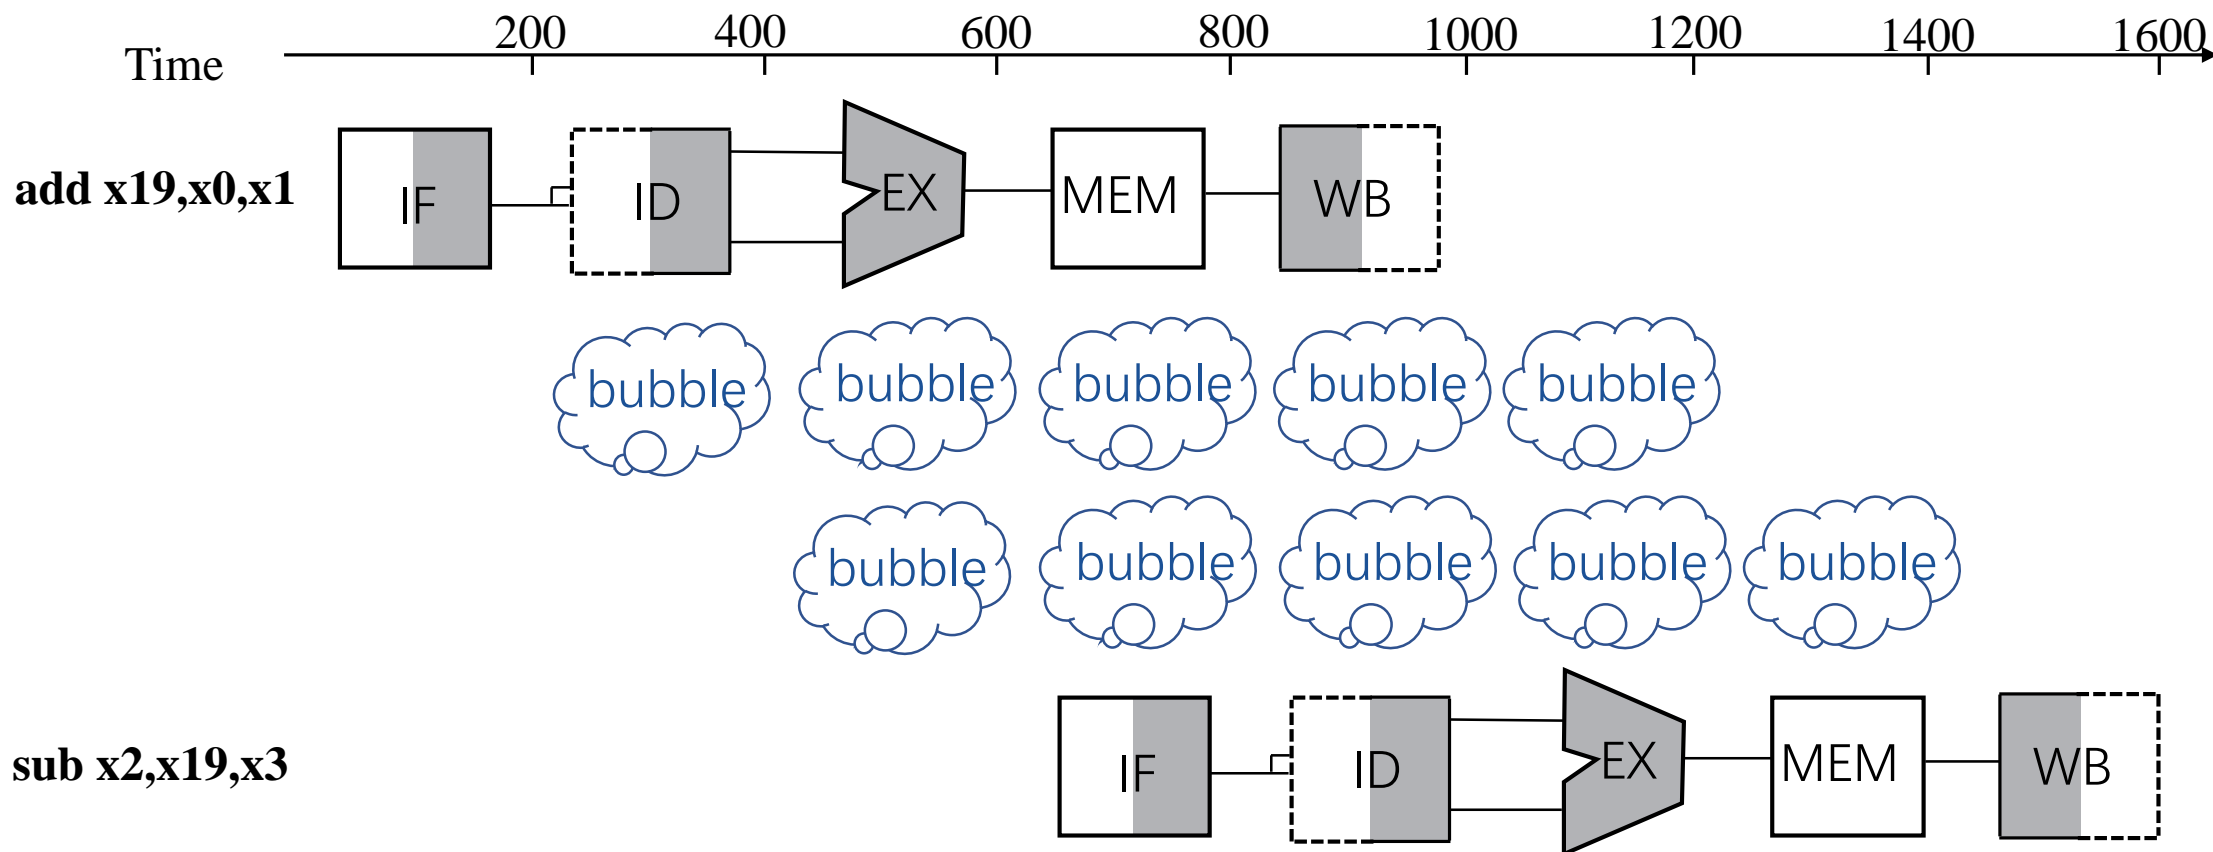 200 400 600 800 1000 1200 1400 1600
Time
add x19,x0,x1 IF ID EX MEM WB
bubble bubble bubble bubble bubble
bubble bubble bubble bubble bubble
sub x2,x19,x3 IF ID EX MEM WB